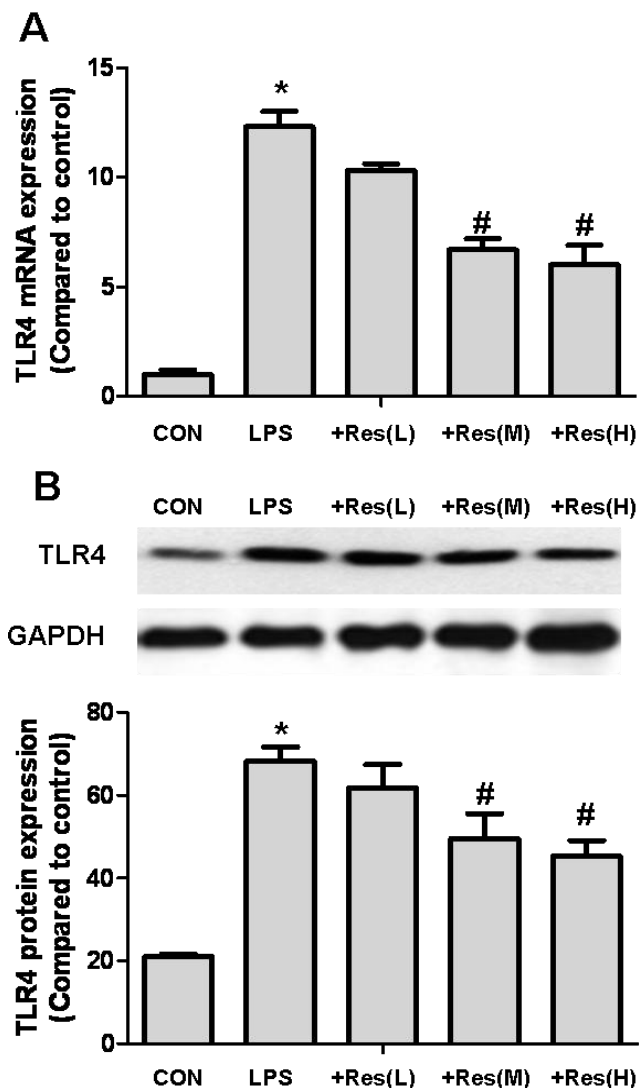 A
TLR4 mRNA expression
(Compared to control)
15
10
5
0
*
#
#
CON LPS +Res(L) +Res(M) +Res(H)
B
CON LPS +Res(L) +Res(M) +Res(H)
TLR4
GAPDH
TLR4 protein expression
(Compared to control)
80
60
40
20
0
*
#
#
CON LPS +Res(L) +Res(M) +Res(H)